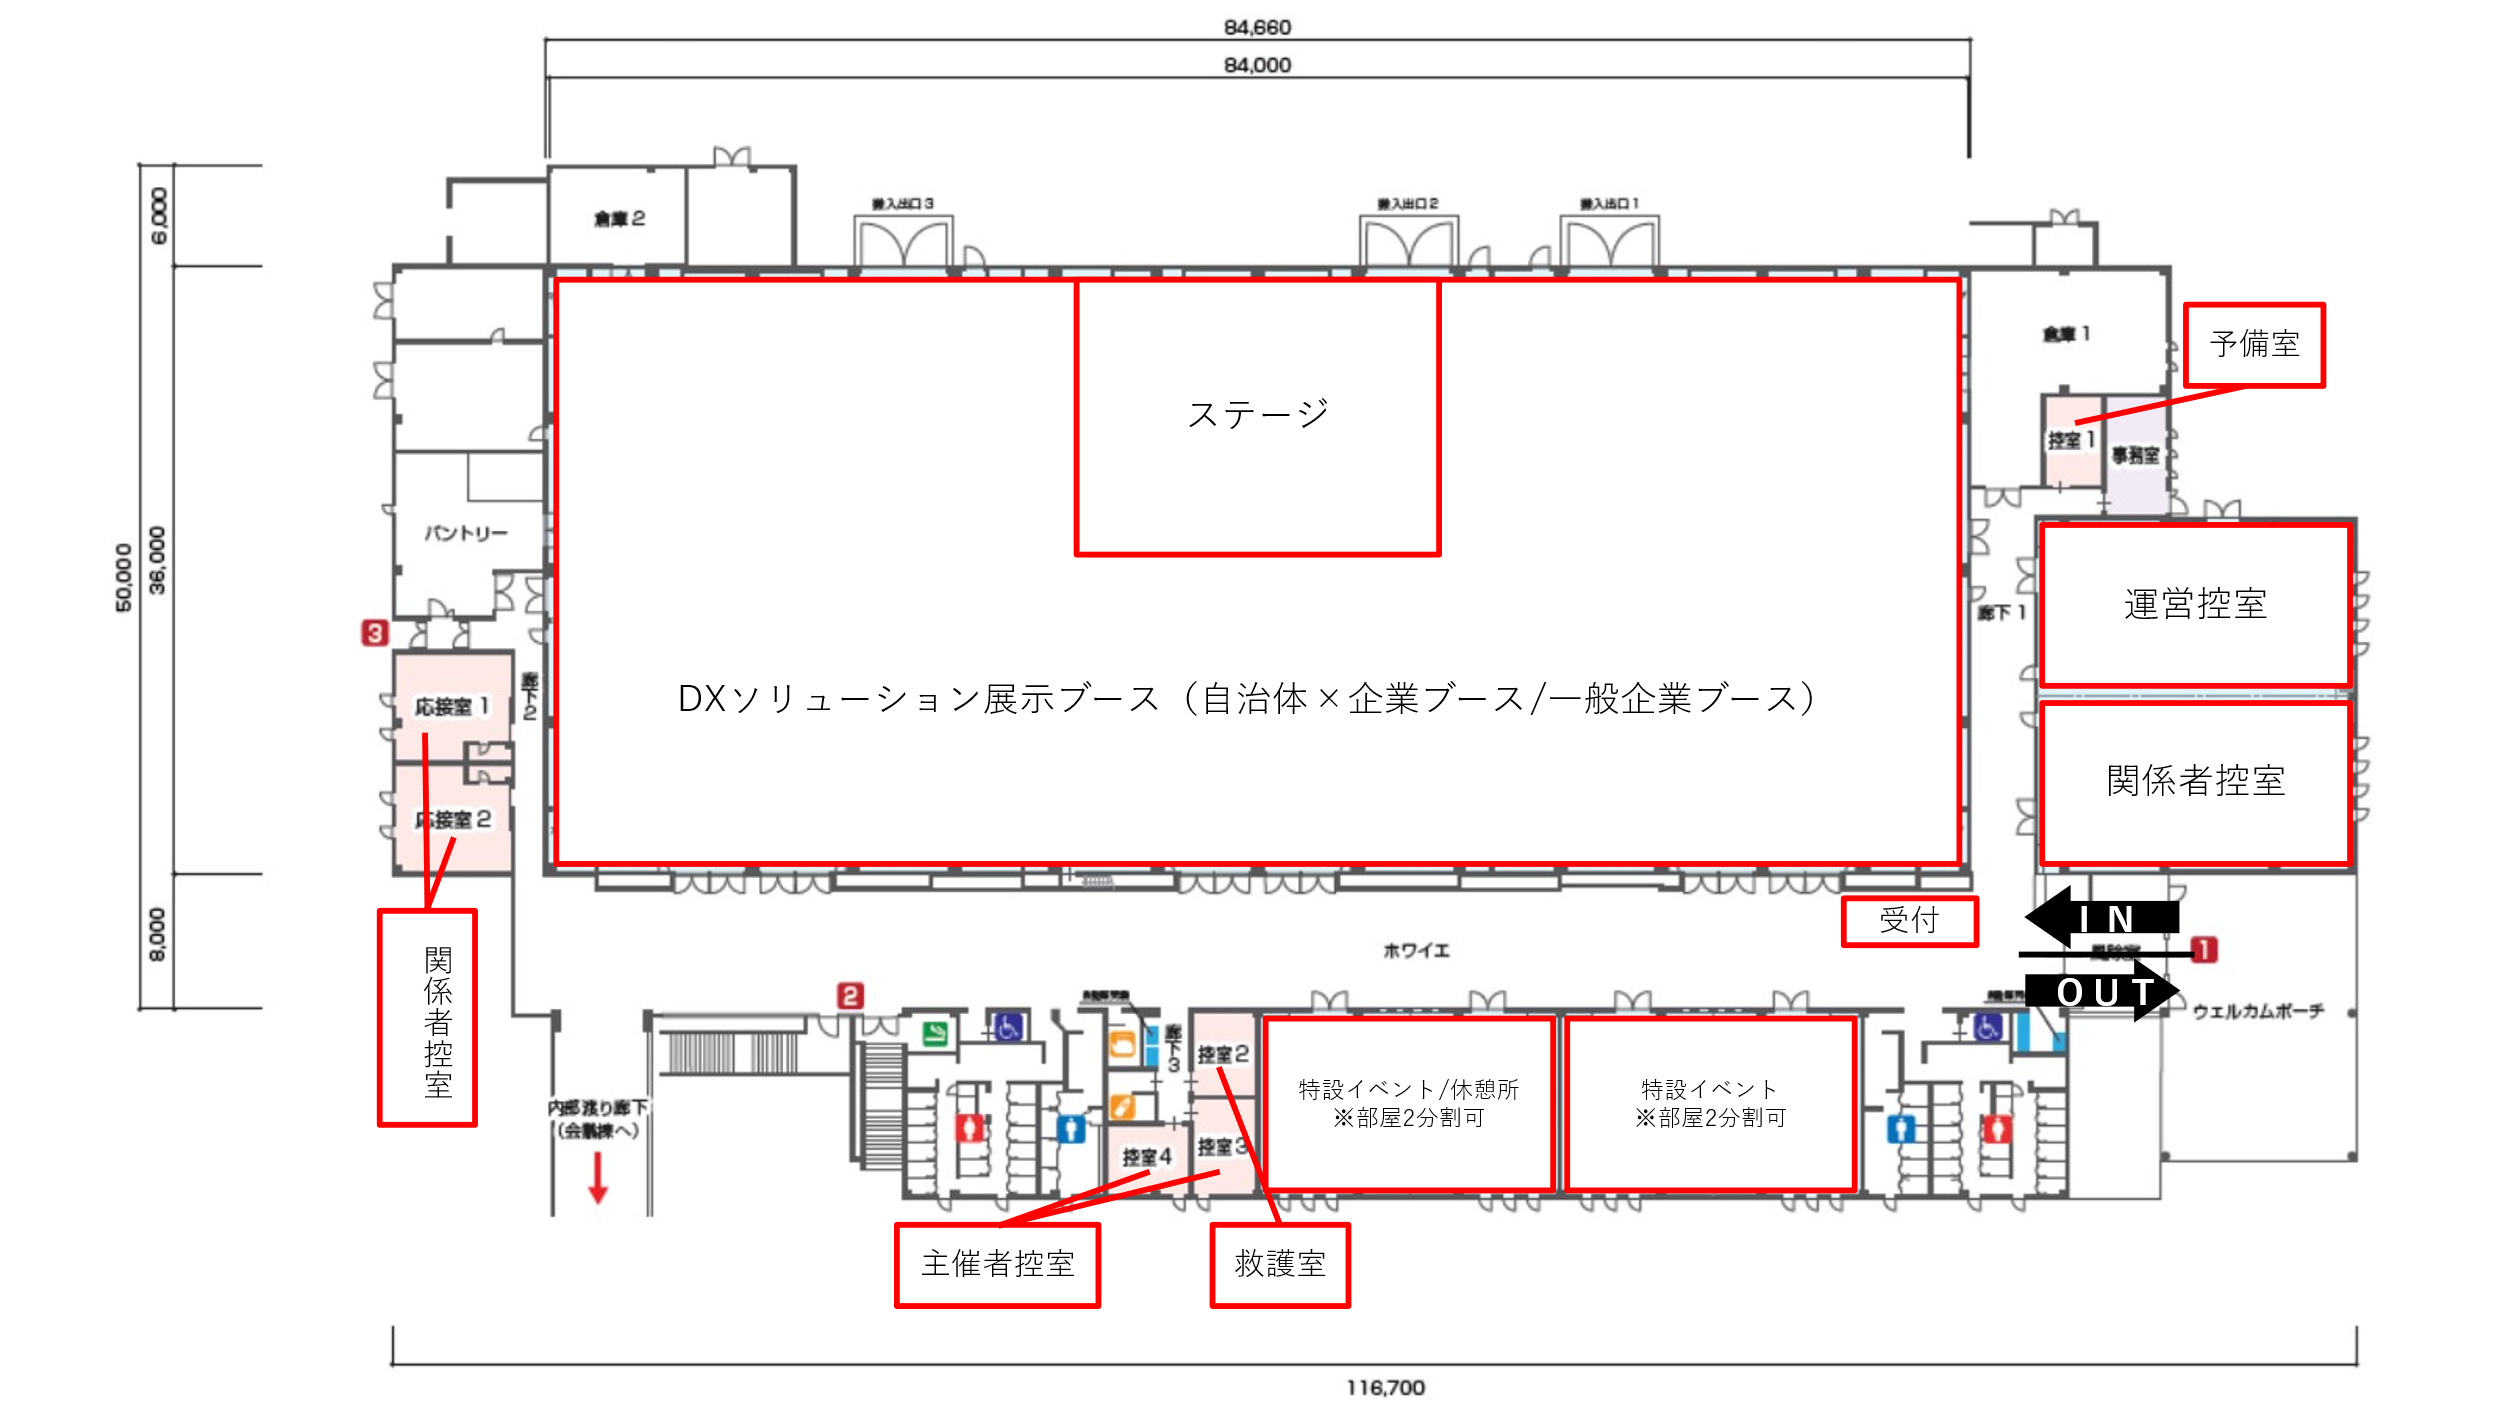 84,660
84,000
6,000
36,000
50,000
8,000
倉庫2
搬入出口3
搬入出口2
搬入出口1
倉庫1
予備室
ステージ
控室1
事務室
パントリー
運営控室
廊下1
3
応接室1
廊下2
DXソリューション展示ブース（自治体×企業ブース/一般企業ブース）
関係者控室
応接室2
受付
IN
ホワイエ
1
関係者控室
2
OUT
ウェルカムポーチ
廊下3
控室2
特設イベント/休憩所
※部屋2分割可
特設イベント
※部屋2分割可
内部渡り廊下
（会議棟へ）
控室3
控室4
主催者控室
救護室
116,700